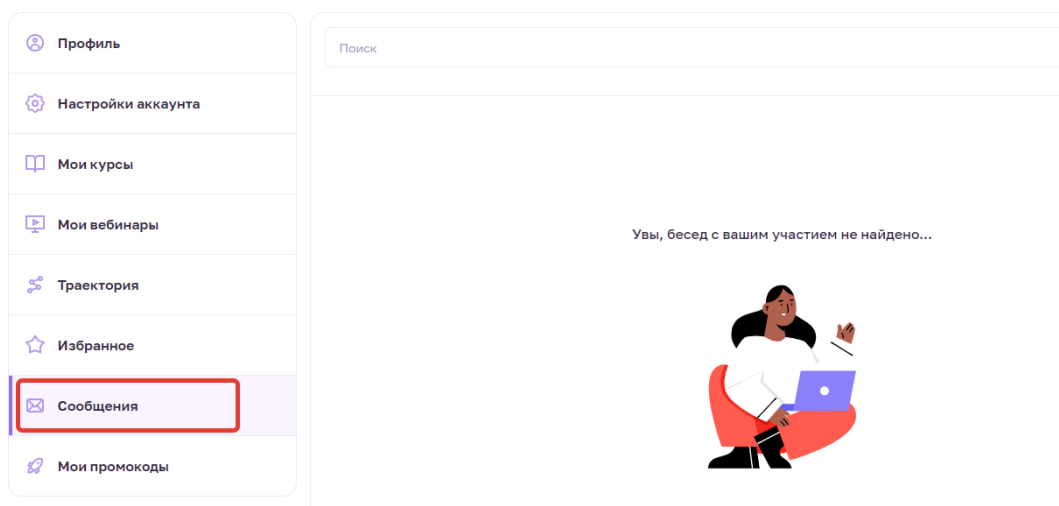 Профиль
Настройки аккаунта
Мои курсы
Мои вебинары
Траектория
Избранное
Сообщения
Мои промокоды
Поиск
Увы, бесед с вашим участием не найдено...